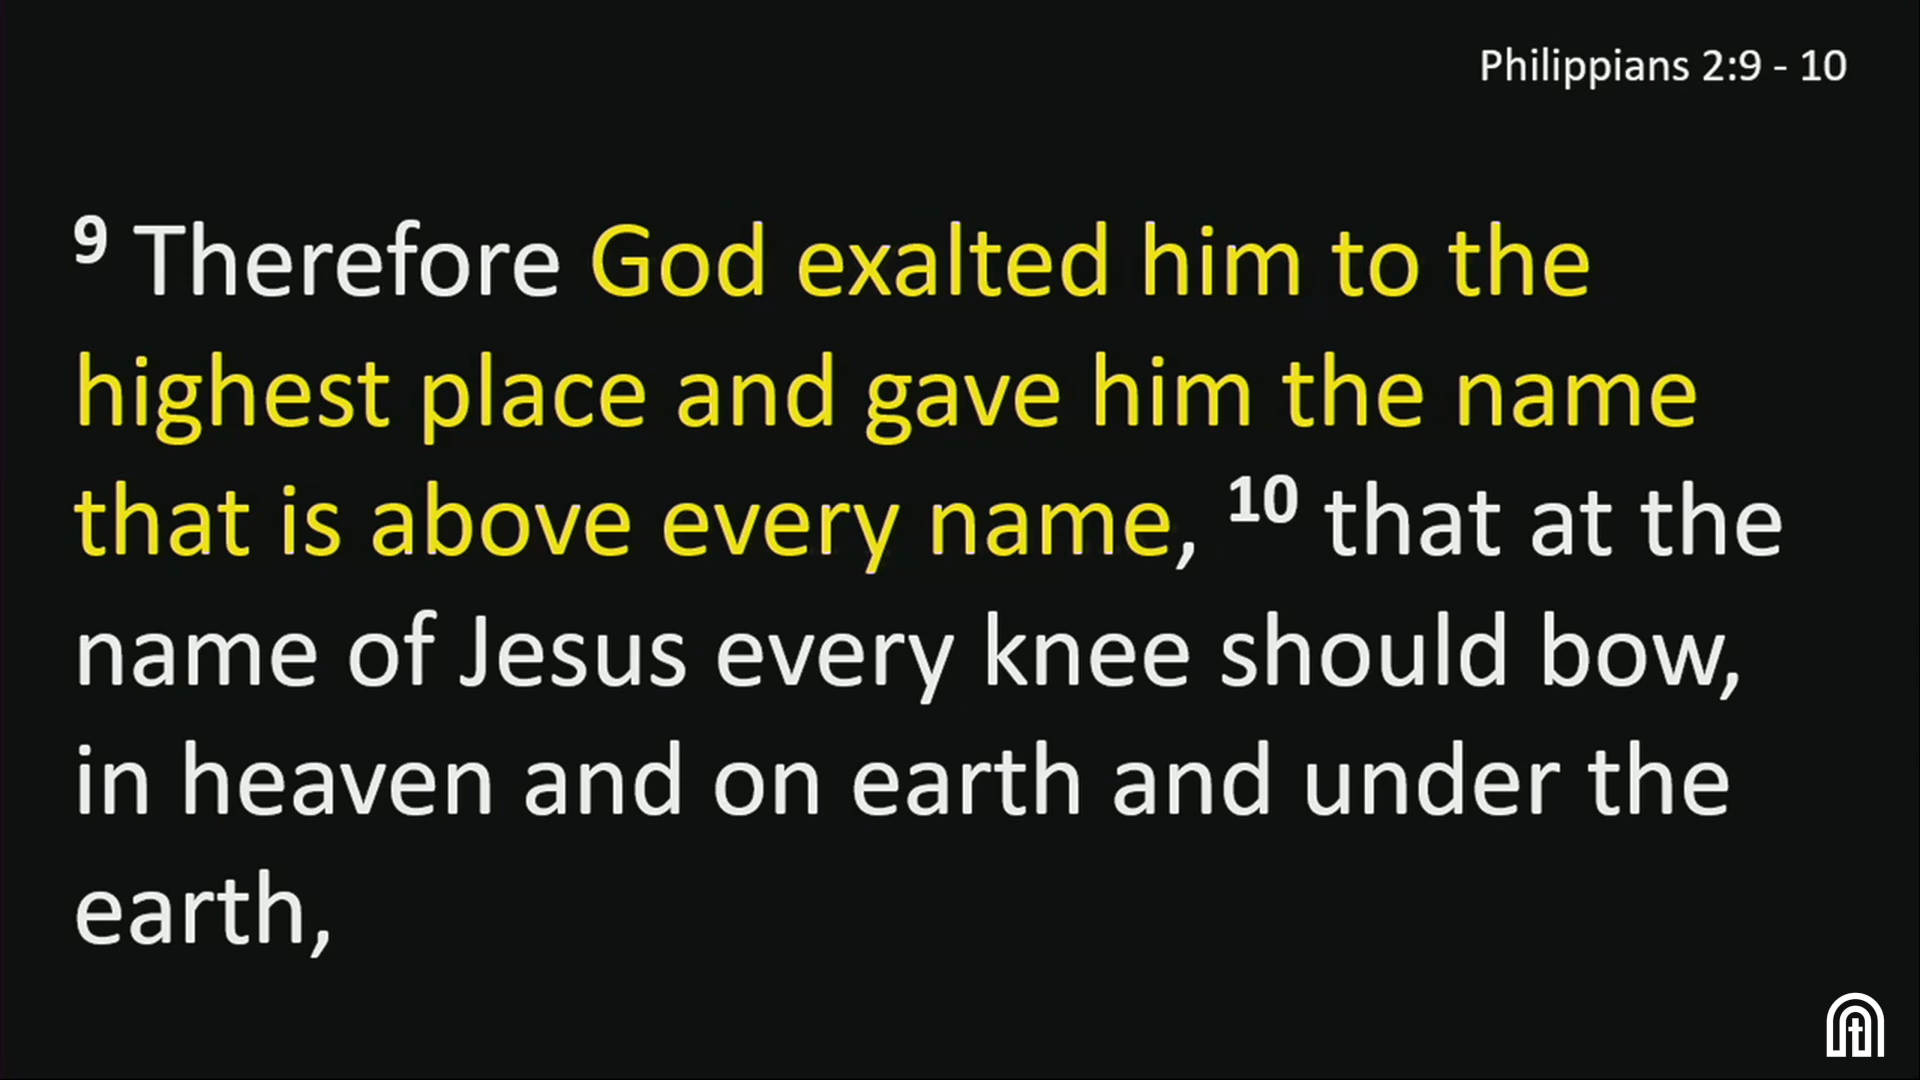 Philippians 2:9 - 10
9 Therefore God exalted him to the
highest place and gave him the name
that is above every name, 10 that at the
name of Jesus every knee should bow,
in heaven and on earth and under the
earth,